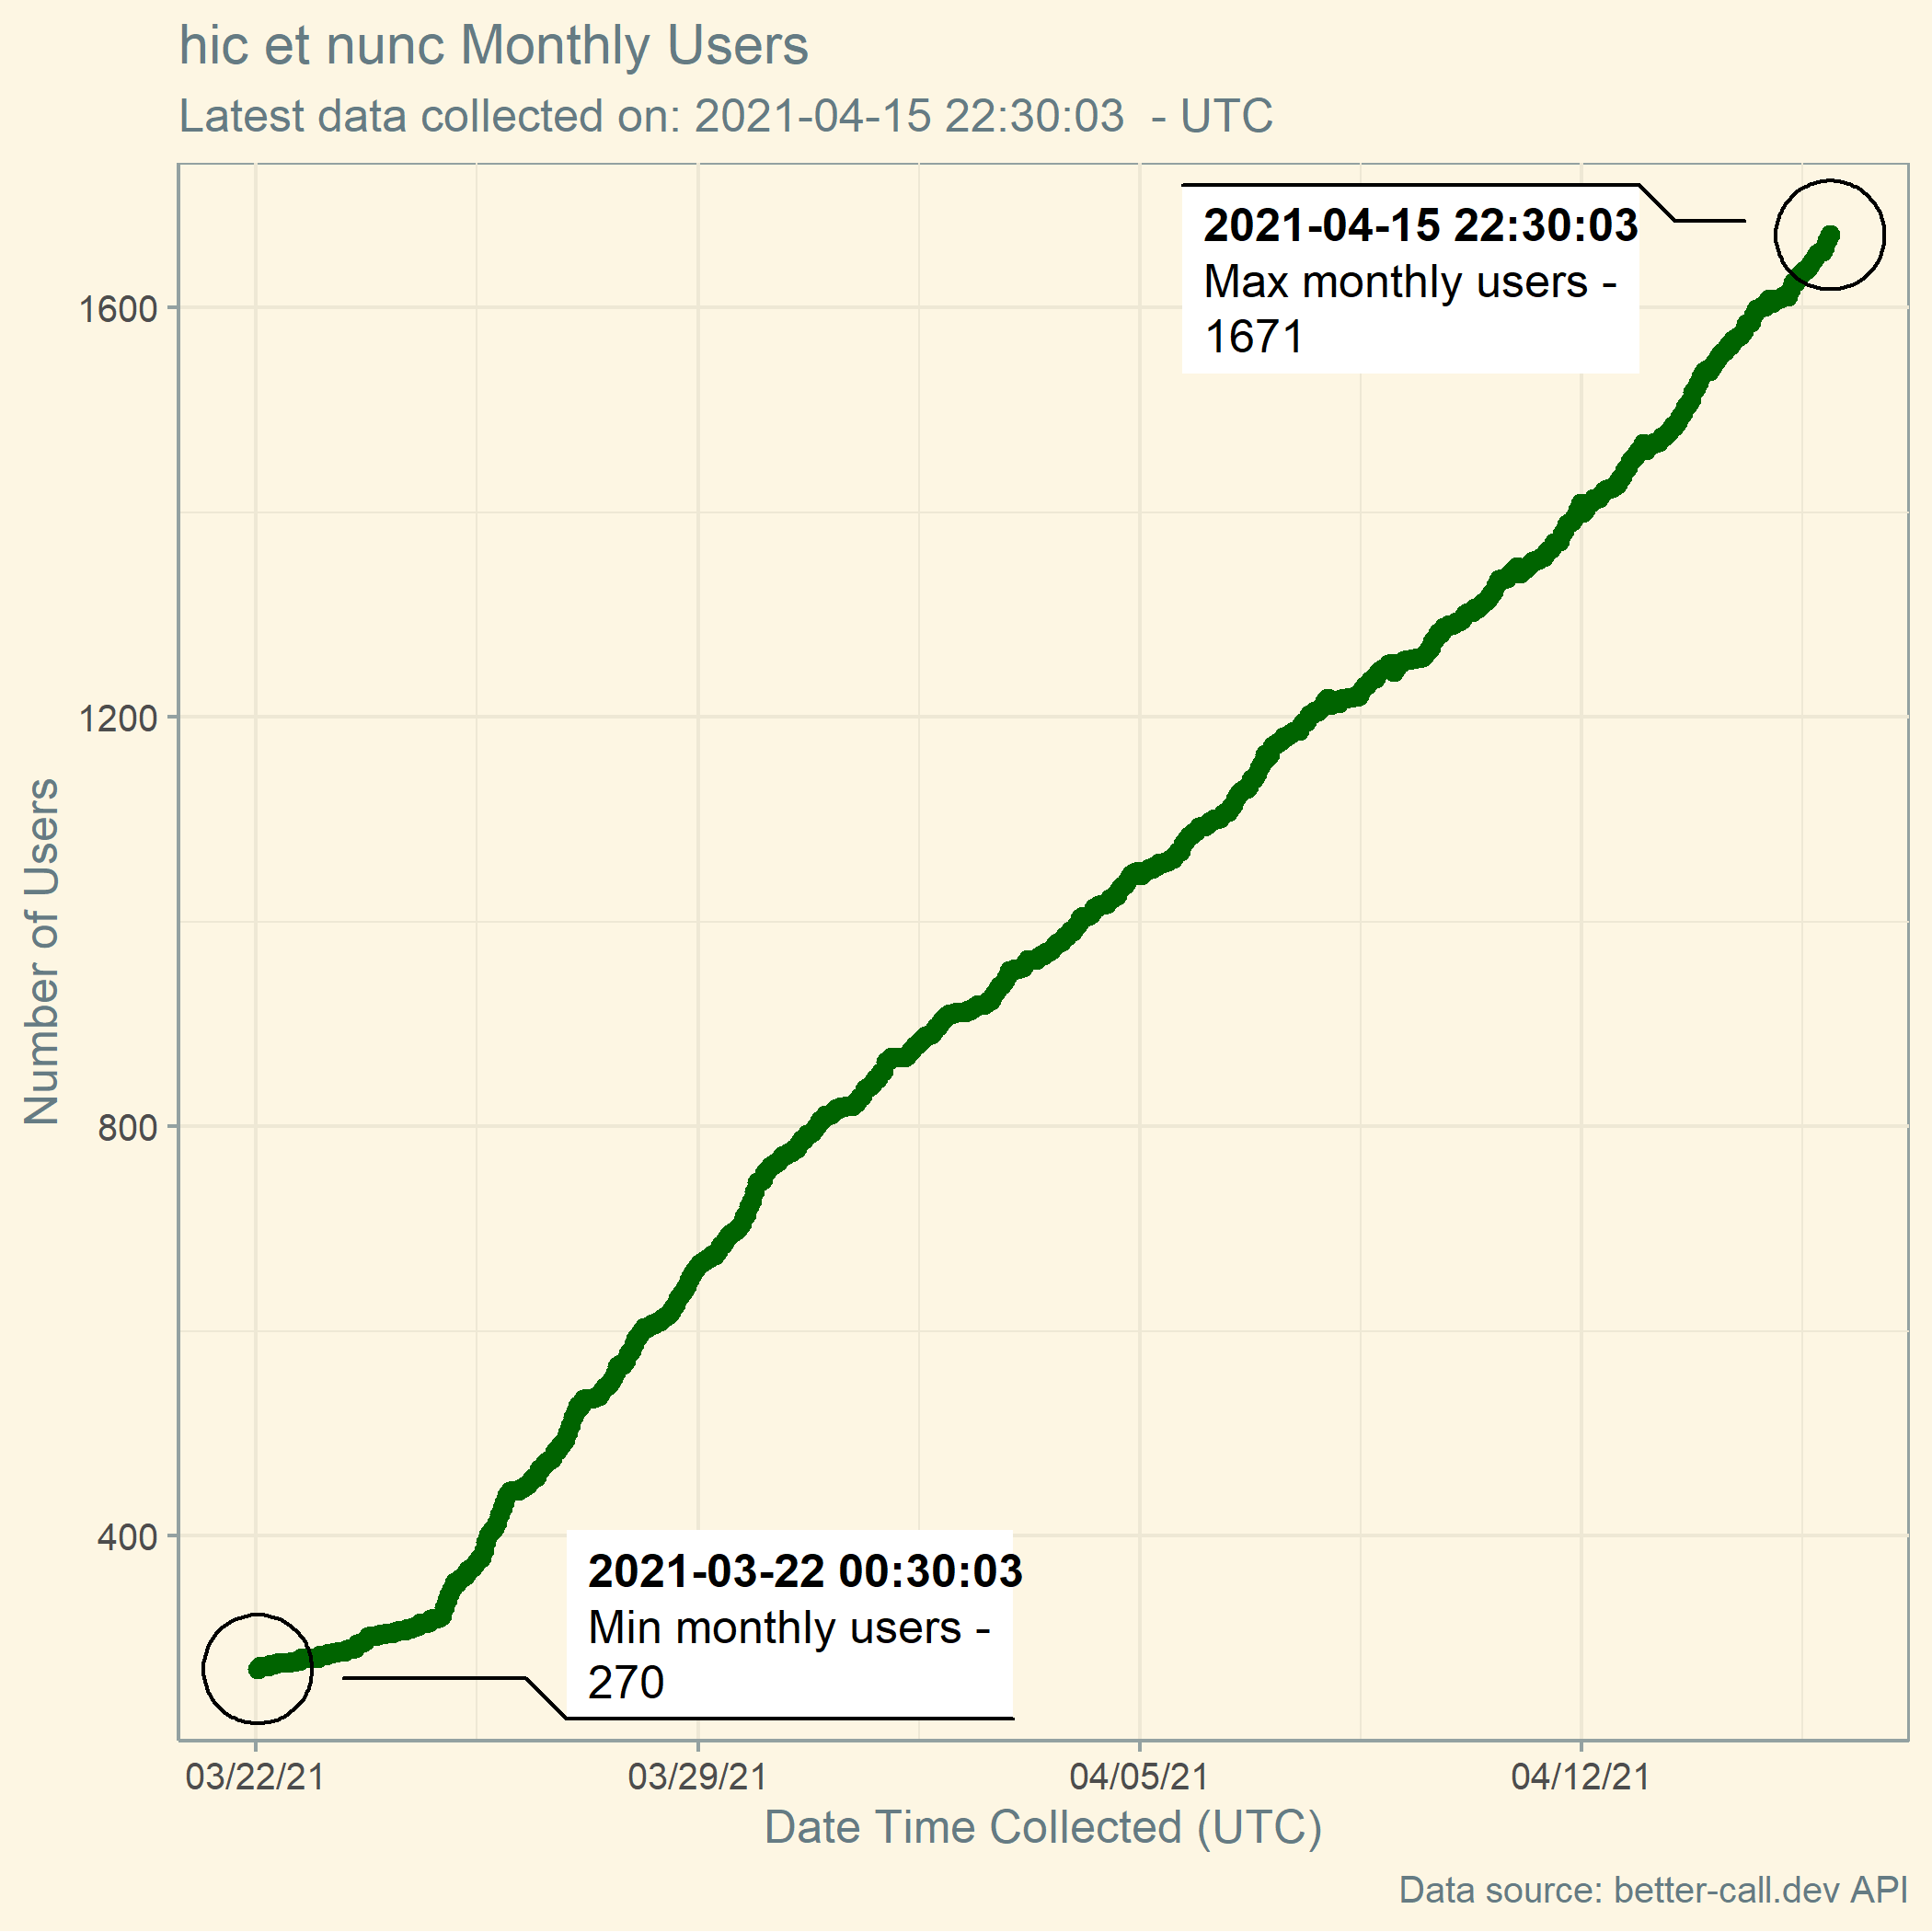 hic et nunc Monthly Users
Latest data collected on: 2021-04-15 22:30:03  - UTC
2021-04-15 22:30:03
Max monthly users -
1671
1600
1200
800
400
Number of Users
2021-03-22 00:30:03
Min monthly users -
270
03/22/21
03/29/21
04/05/21
04/12/21
Date Time Collected (UTC)
Data source: better-call.dev API